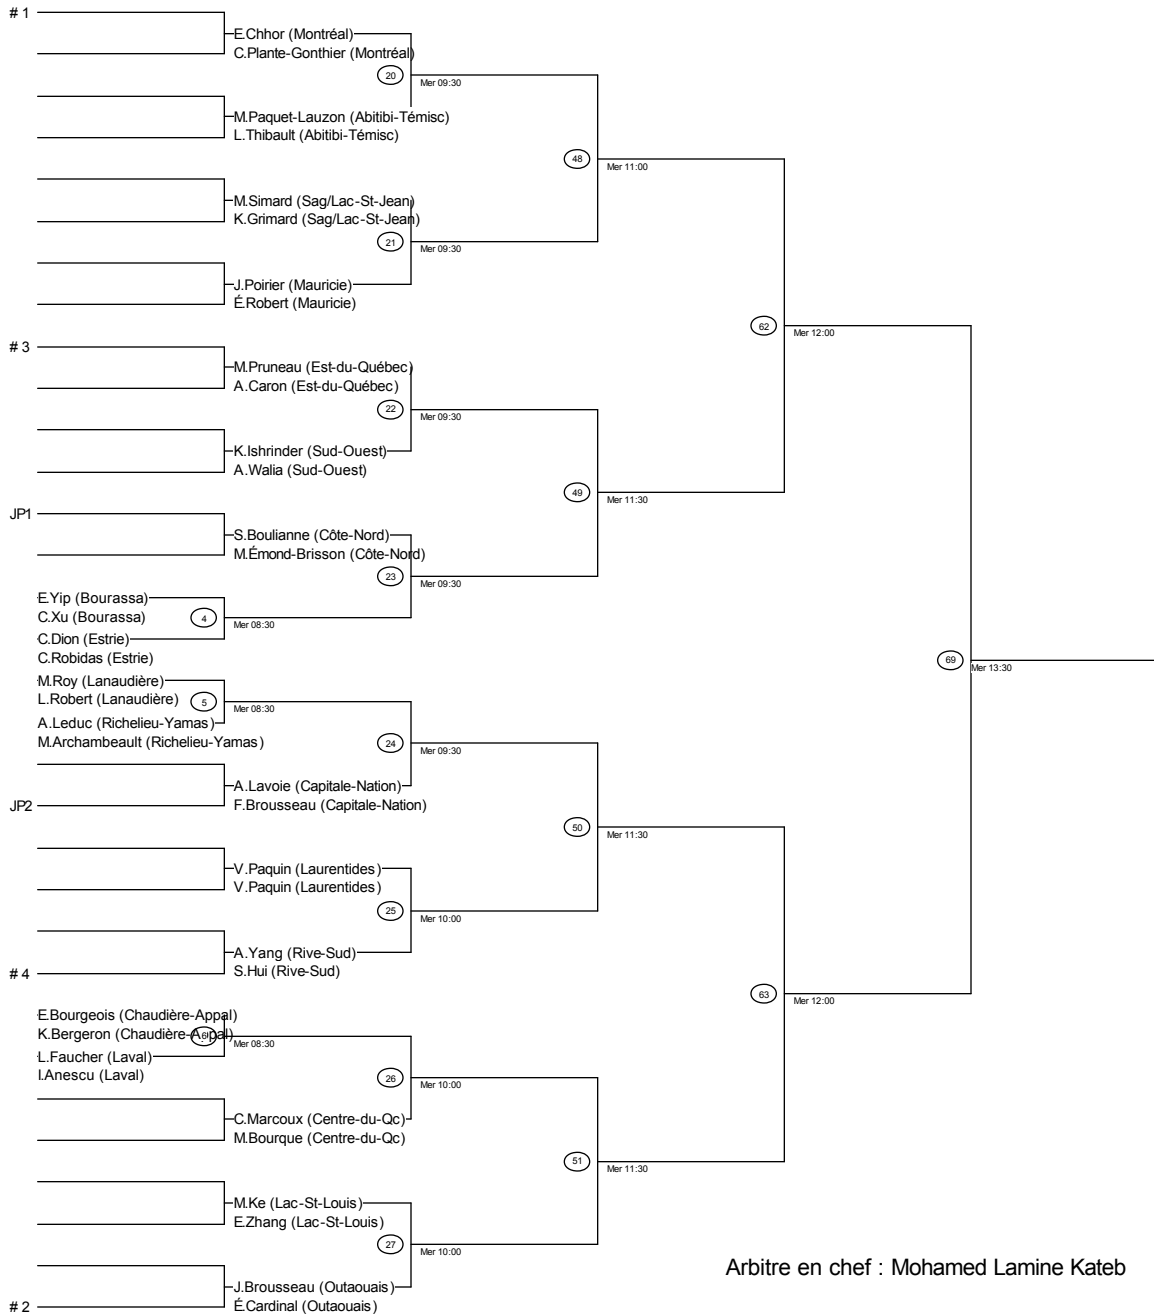 # 1
E.Chhor (Montréal)
C.Plante-Gonthier (Montréal)
20
Mer 09:30
M.Paquet-Lauzon (Abitibi-Témisc)
L.Thibault (Abitibi-Témisc)
48
Mer 11:00
M.Simard (Sag/Lac-St-Jean)
K.Grimard (Sag/Lac-St-Jean)
21
Mer 09:30
J.Poirier (Mauricie)
É.Robert (Mauricie)
62
Mer 12:00
# 3
M.Pruneau (Est-du-Québec)
A.Caron (Est-du-Québec)
22
Mer 09:30
K.Ishrinder (Sud-Ouest)
A.Walia (Sud-Ouest)
49
Mer 11:30
JP1
S.Boulianne (Côte-Nord)
M.Émond-Brisson (Côte-Nord)
23
Mer 09:30
E.Yip (Bourassa)
C.Xu (Bourassa)
4
Mer 08:30
C.Dion (Estrie)
C.Robidas (Estrie)
69
Mer 13:30
M.Roy (Lanaudière)
L.Robert (Lanaudière)
5
Mer 08:30
A.Leduc (Richelieu-Yamas)
M.Archambeault (Richelieu-Yamas)
24
Mer 09:30
A.Lavoie (Capitale-Nation)
JP2
F.Brousseau (Capitale-Nation)
50
Mer 11:30
V.Paquin (Laurentides)
V.Paquin (Laurentides)
25
Mer 10:00
A.Yang (Rive-Sud)
# 4
S.Hui (Rive-Sud)
63
Mer 12:00
E.Bourgeois (Chaudière-Appal)
K.Bergeron (Chaudière-Appal)
6
Mer 08:30
L.Faucher (Laval)
I.Anescu (Laval)
26
Mer 10:00
C.Marcoux (Centre-du-Qc)
M.Bourque (Centre-du-Qc)
51
Mer 11:30
M.Ke (Lac-St-Louis)
E.Zhang (Lac-St-Louis)
27
Mer 10:00
Arbitre en chef : Mohamed Lamine Kateb
J.Brousseau (Outaouais)
# 2
É.Cardinal (Outaouais)